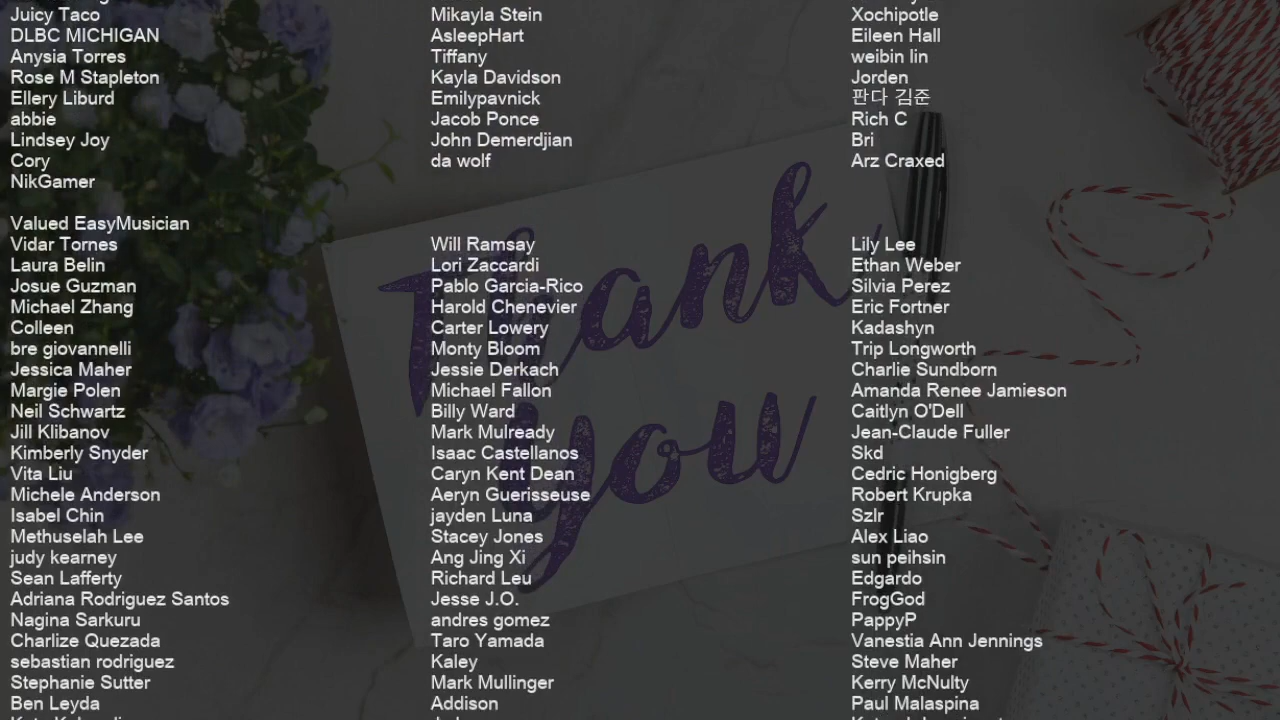 Juicy Taco
Mikayla Stein
Xochipotle
DLBC MICHIGAN
AsleepHart
Eileen Hall
Anysia Torres
Tiffany
weibin lin
Rose M Stapleton
Kayla Davidson
Jorden
Ellery Liburd
Emilypavnick
판다 김준
abbie
Jacob Ponce
Rich C
Lindsey Joy
John Demerdjian
Bri
Cory
da wolf
Arz Craxed
NikGamer
Valued EasyMusician
Vidar Tornes
Will Ramsay
Lily Lee
Laura Belin
Lori Zaccardi
Ethan Weber
Josue Guzman
Pablo Garcia-Rico
Silvia Perez
Michael Zhang
Harold Chenevier
Eric Fortner
Colleen
Carter Lowery
Kadashyn
bre giovannelli
Monty Bloom
Trip Longworth
Jessica Maher
Jessie Derkach
Charlie Sundborn
Margie Polen
Michael Fallon
Amanda Renee Jamieson
Neil Schwartz
Billy Ward
Caitlyn O'Dell
Jill Klibanov
Mark Mulready
Jean-Claude Fuller
Kimberly Snyder
Isaac Castellanos
Skd
Vita Liu
Caryn Kent Dean
Cedric Honigberg
Michele Anderson
Aeryn Guerisseuse
Robert Krupka
Isabel Chin
jayden Luna
Szlr
Methuselah Lee
Stacey Jones
Alex Liao
judy kearney
Ang Jing Xi
sun peihsin
Sean Lafferty
Richard Leu
Edgardo
Adriana Rodriguez Santos
Jesse J.O.
FrogGod
Nagina Sarkuru
andres gomez
PappyP
Charlize Quezada
Taro Yamada
Vanestia Ann Jennings
sebastian rodriguez
Kaley
Steve Maher
Stephanie Sutter
Mark Mullinger
Kerry McNulty
Ben Leyda
Addison
Paul Malaspina
Thank
You